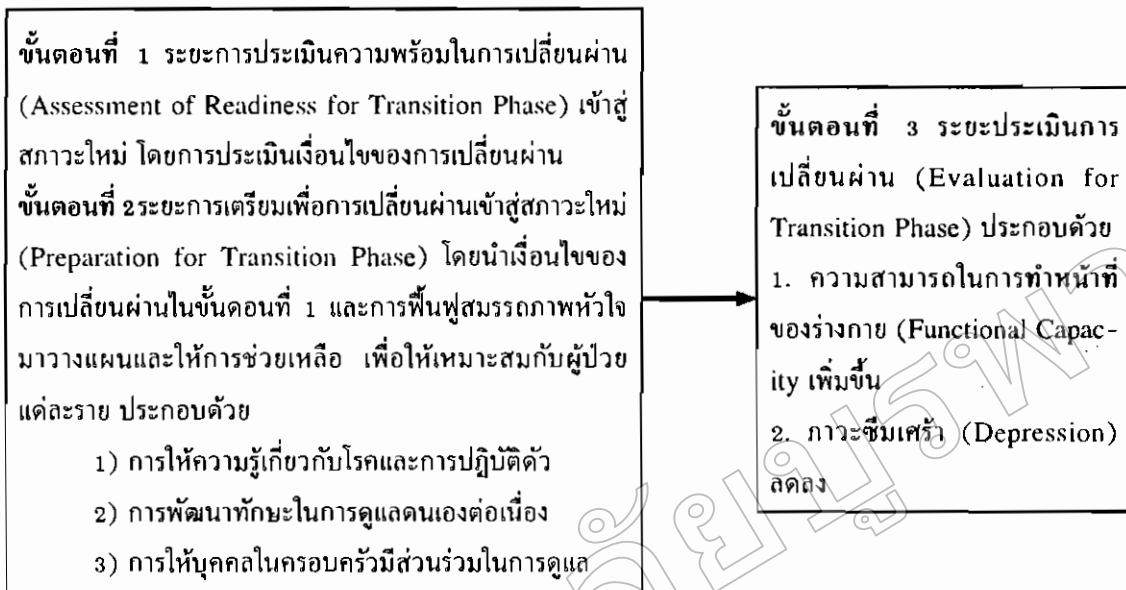 ขั้นตอนที่ 1 ระยะการประเมินความพร้อมในการเปลี่ยนผ่าน
(Assessment of Readiness for Transition Phase) เข้าสู่
สภาวะใหม่ โดยการประเมินเงื่อนไขของการเปลี่ยนผ่าน
ขั้นตอนที่ 2ระยะการเตรียมเพื่อการเปลี่ยนผ่านเข้าสู่สภาวะใหม่
(Preparation for Transition Phase) โดยนำเงื่อนไขของ
การเปลี่ยนผ่านในขั้นตอนที่ 1 และการฟื้นฟูสมรรถภาพหัวใจ
มาวางแผนและให้การช่วยเหลือ เพื่อให้เหมาะสมกับผู้ป่วย
แต่ละราย ประกอบด้วย
1) การให้ความรู้เกี่ยวกับโรคและการปฏิบัติตัว
2) การพัฒนาทักษะในการดูแลตนเองต่อเนื่อง
3) การให้บุคคลในครอบครัวมีส่วนร่วมในการดูแล
ขั้นตอนที่ 3 ระยะประเมินการ
เปลี่ยนผ่าน (Evaluation for
Transition Phase) ประกอบด้วย
1. ความสามารถในการทำหน้าที่
ของร่างกาย (Functional Capac-
ity เพิ่มขึ้น
2. ภาวะซึมเศร้า (Depression)
ลดลง